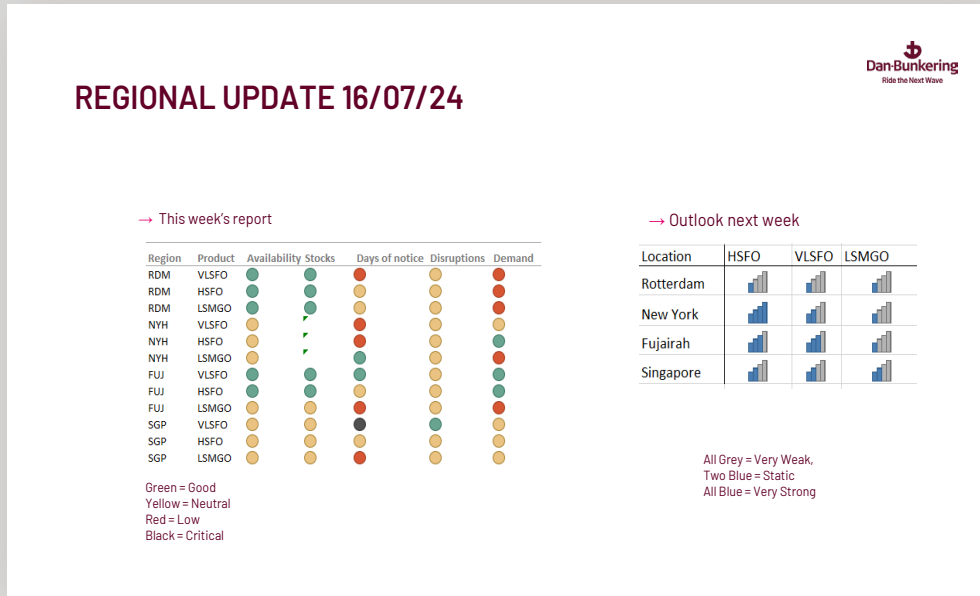 Dan-Bunkering
Ride the Next Wave
REGIONAL UPDATE 16/07/24
→ This week's report
Region Product Availability Stocks Days of notice Disruptions Demand
RDM VLSFO
RDM HSFO
RDM LSMGO
NYH VLSFO
NYH HSFO
NYH LSMGO
FUJ VLSFO
FUJ HSFO
FUJ LSMGO
SGP VLSFO
SGP HSFO
SGP LSMGO
Green = Good
Yellow = Neutral
Red = Low
Black = Critical
→ Outlook next week
Location HSFO VLSFO LSMGO
Rotterdam
New York
Fujairah
Singapore
All Grey = Very Weak,
Two Blue = Static
All Blue = Very Strong